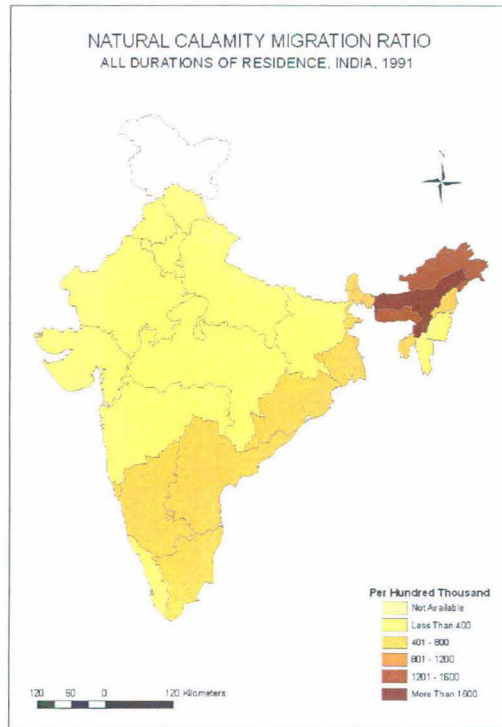 NATURAL CALAMITY MIGRATION RATIO
ALL DURATIONS OF RESIDENCE, INDIA, 1991
N
Per Hundred Thousand
Not Available
Less Than 400
401 - 800
801 - 1200
1201 - 1600
More Than 1600
120 60 0 120 Kilometers